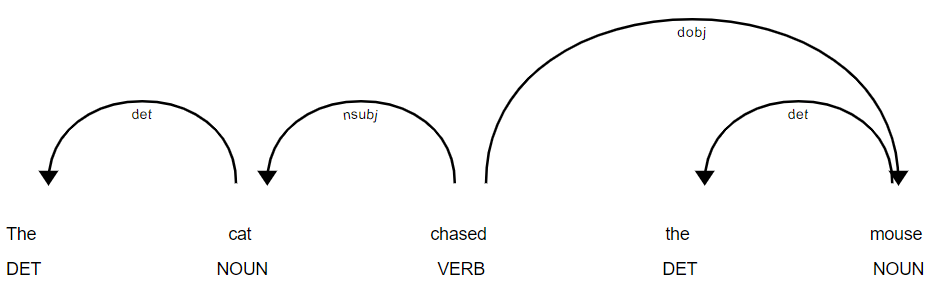 dobj
det nsubj det
The cat chased the mouse
DET NOUN VERB DET NOUN